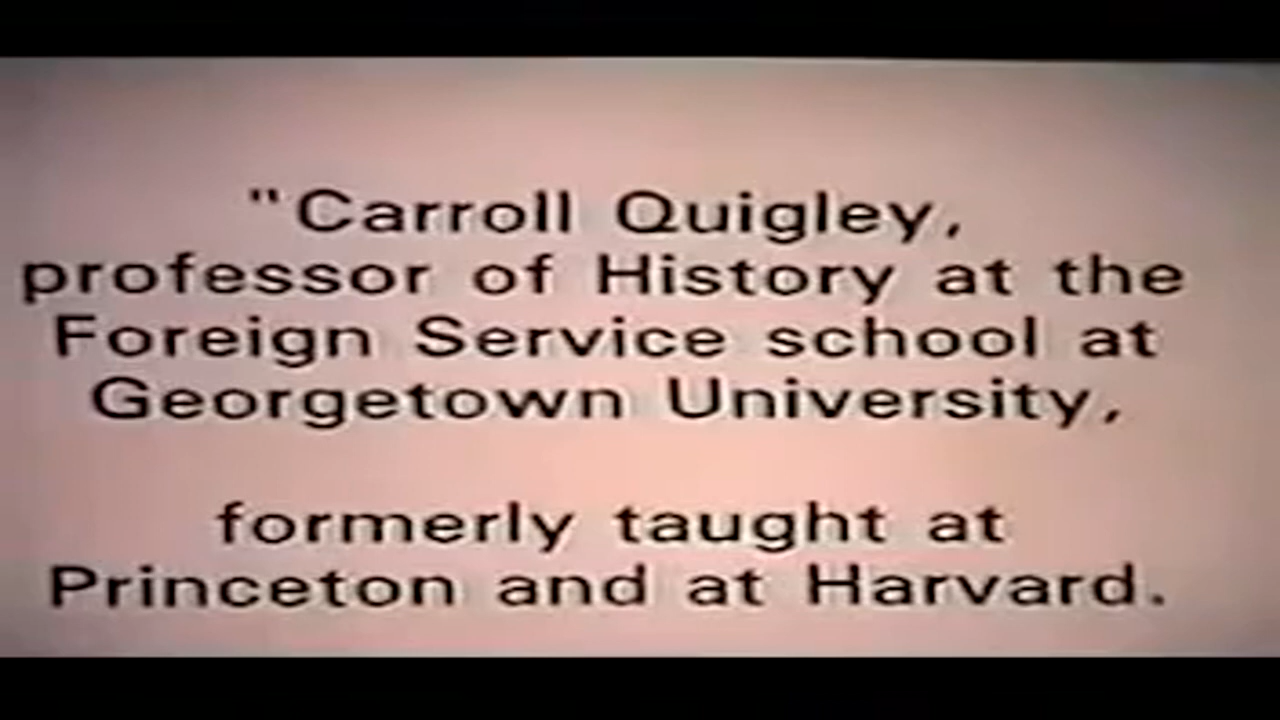 "Carroll Quigley,
professor of History at the
Foreign Service school at
Georgetown University,
formerly taught at
Princeton and at Harvard.